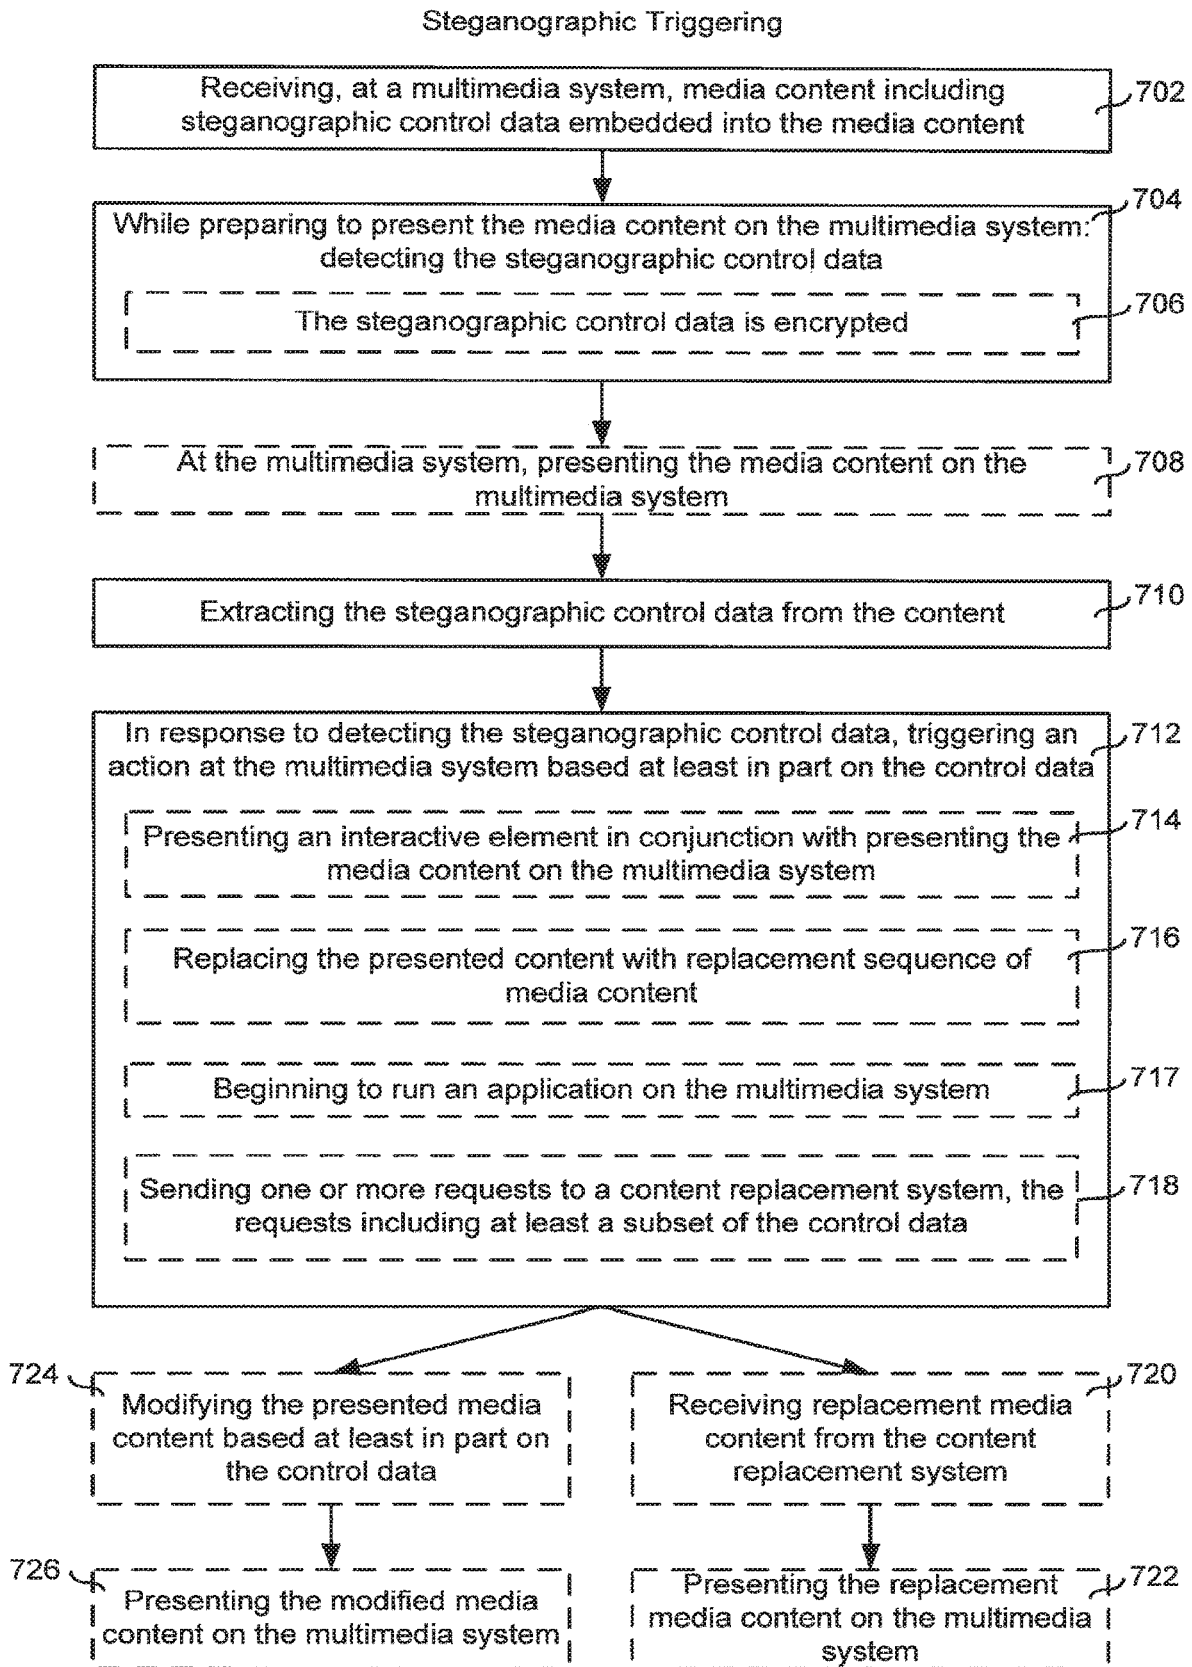 Steganographic Triggering
Receiving, at a multimedia system, media content including
steganographic control data embedded into the media content
702
While preparing to present the media content on the multimedia system:
detecting the steganographic control data
704
The steganographic control data is encrypted
706
At the multimedia system, presenting the media content on the
multimedia system
708
Extracting the steganographic control data from the content
710
In response to detecting the steganographic control data, triggering an
action at the multimedia system based at least in part on the control data
712
Presenting an interactive element in conjunction with presenting the
media content on the multimedia system
714
Replacing the presented content with replacement sequence of
media content
716
Beginning to run an application on the multimedia system
717
Sending one or more requests to a content replacement system, the
requests including at least a subset of the control data
718
724
Modifying the presented media
content based at least in part on
the control data
720
Receiving replacement media
content from the content
replacement system
726
Presenting the modified media
content on the multimedia system
722
Presenting the replacement
media content on the multimedia
system